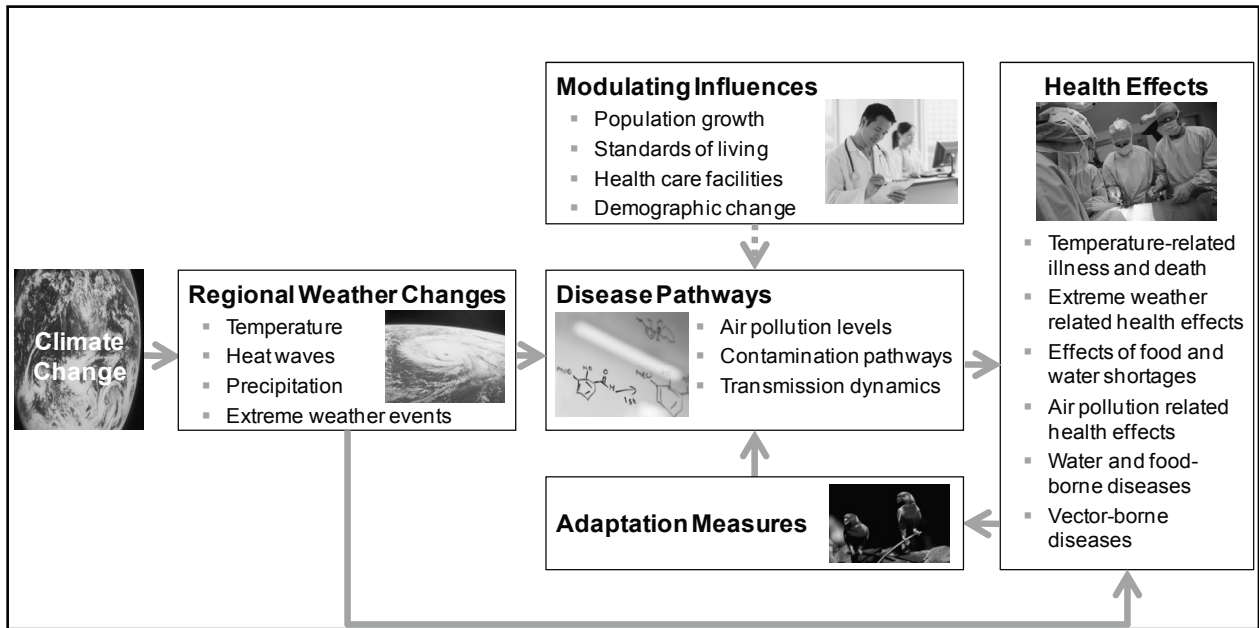 Modulating Influences
Population growth
Standards of living
Health care facilities
Demographic change
Health Effects
Temperature-related
illness and death
Extreme weather
related health effects
Effects of food and
water shortages
Air pollution related
health effects
Water and food-
borne diseases
Vector-borne
diseases
Climate
Change
Regional Weather Changes
Temperature
Heat waves
Precipitation
Extreme weather events
Disease Pathways
Air pollution levels
Contamination pathways
Transmission dynamics
Adaptation Measures